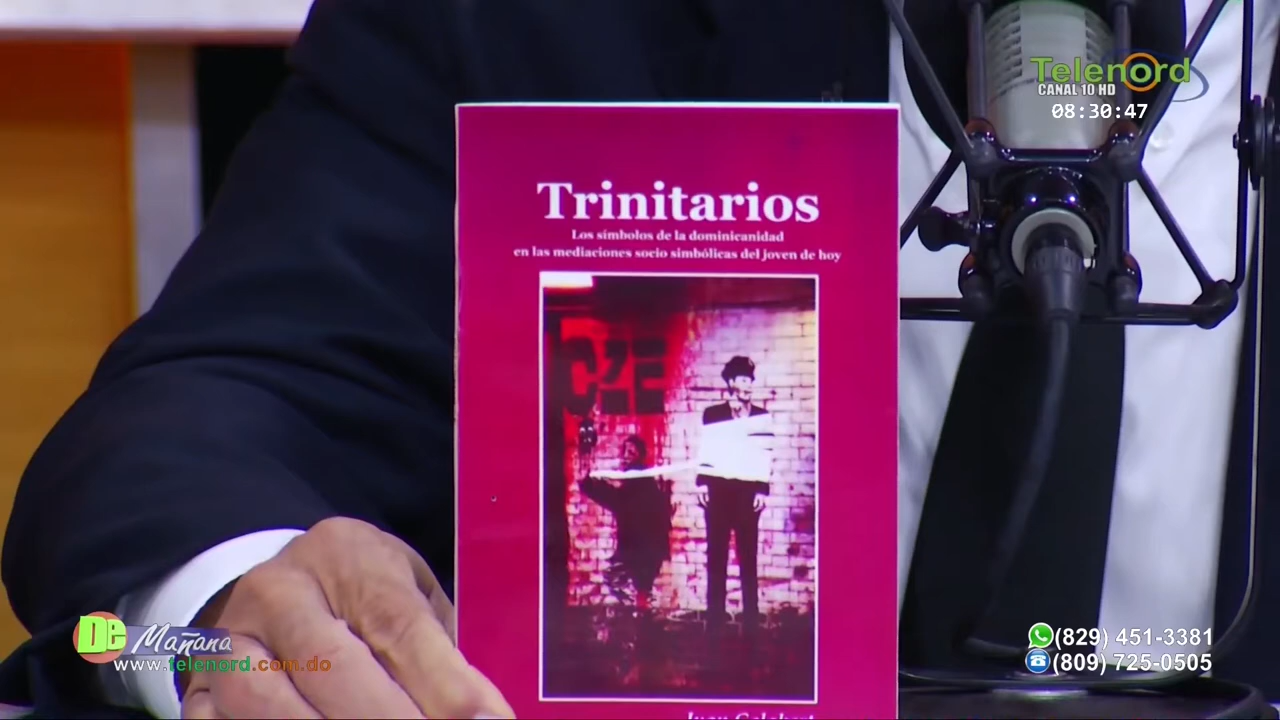 Telenord
CANAL 10 HD
08:30:47
Trinitarios
Los símbolos de la dominicanidad
en las mediaciones socio simbólicas del joven de hoy
De Mañana
www.telenord.com.do
(829) 451-3381
(809) 725-0505